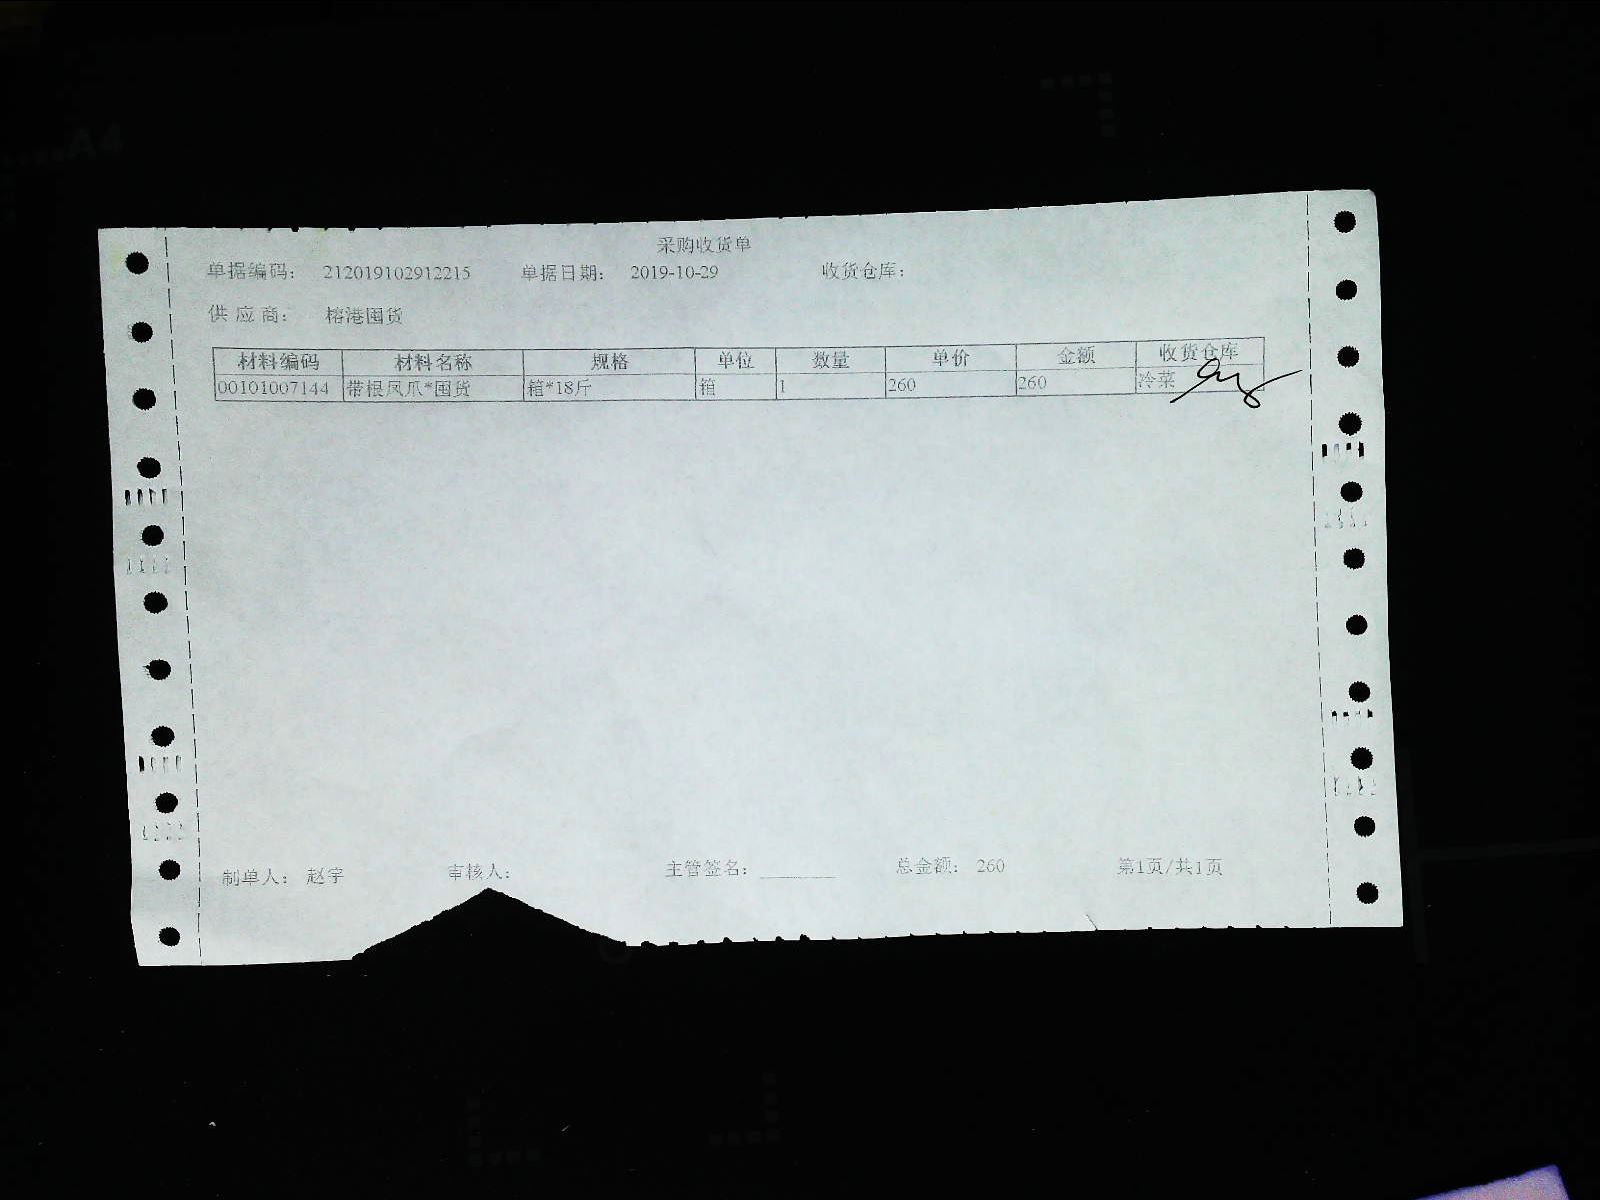 采购收货单
单据编码： 212019102912215 单据日期： 2019-10-29 收货仓库：
供 应 商： 榕港囤货
材料编码 材料名称 规格 单位 数量 单价 金额 收货仓库
00101007144 带根凤爪*囤货 箱*18斤 箱 1 260 260 冷菜
制单人： 赵宇 审核人： 主管签名：________ 总金额： 260 第1页/共1页